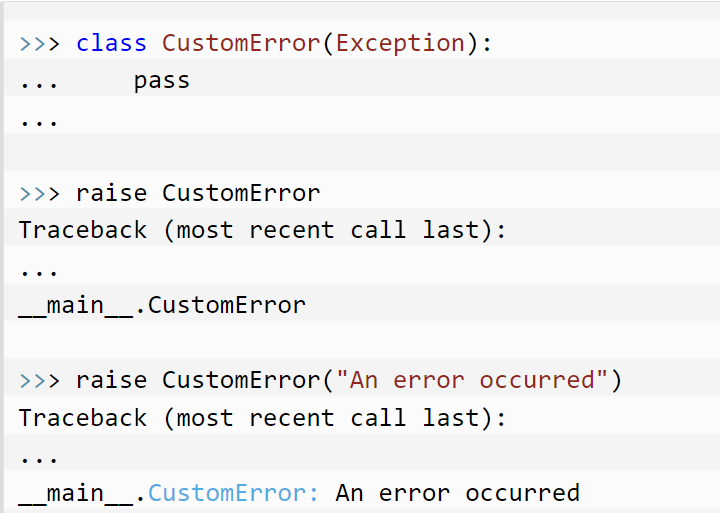 >>> class CustomError(Exception):
...     pass
...
>>> raise CustomError
Traceback (most recent call last):
...
__main__.CustomError
>>> raise CustomError("An error occurred")
Traceback (most recent call last):
...
__main__.CustomError: An error occurred